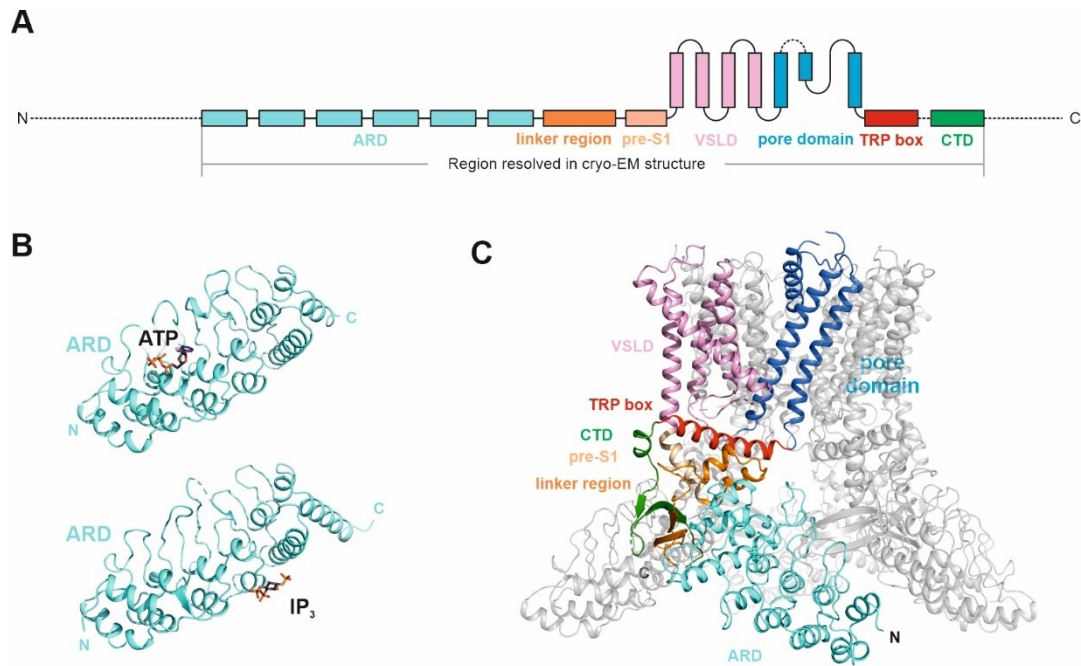 A
N
C
ARD
linker region
pre-S1
VSLD
pore domain
TRP box
CTD
Region resolved in cryo-EM structure
B
ARD
ATP
C
N
ARD
C
N
IP₃
C
VSLD
pore
domain
TRP box
CTD
pre-S1
linker region
C
N
ARD